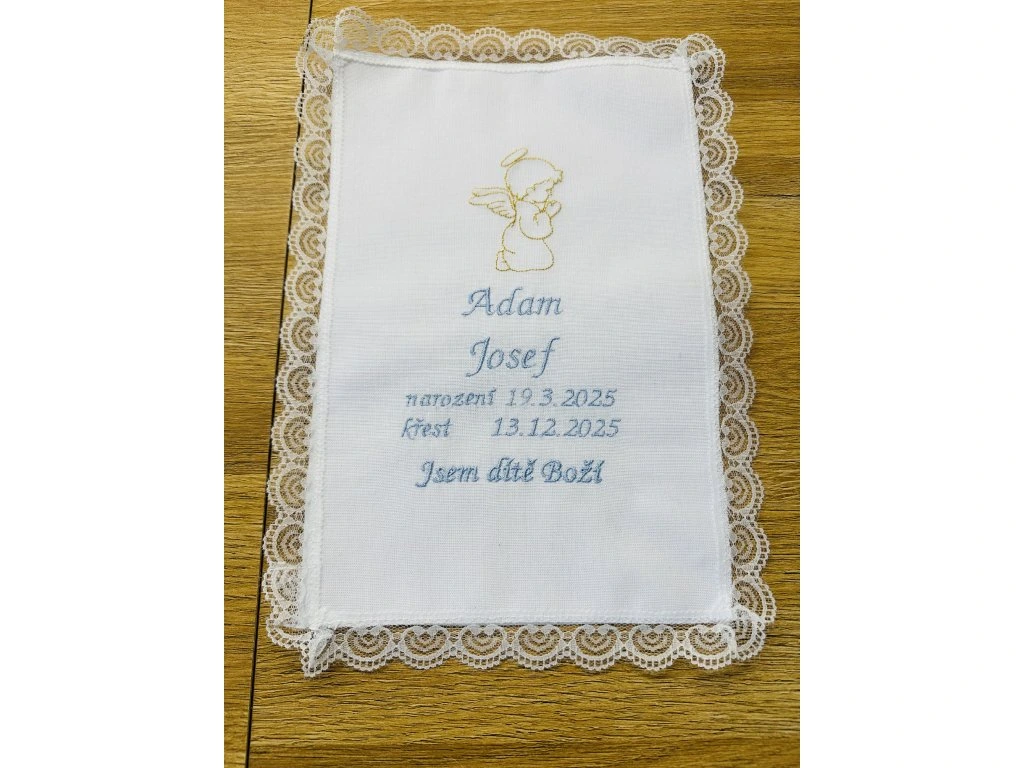 Adam
Josef
narození 19.3.2025
křest 13.12.2025
Jsem dítě Boží